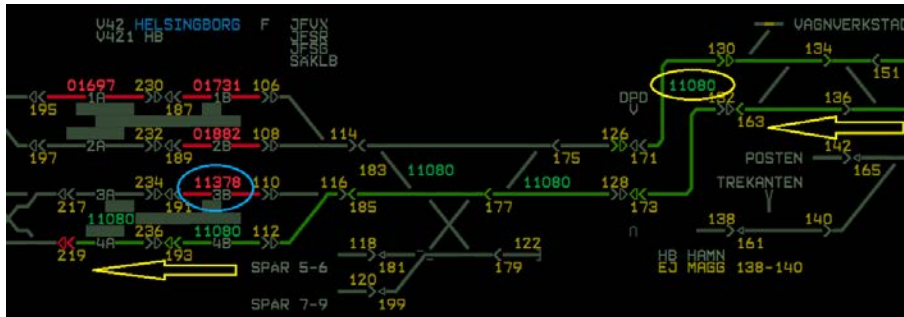 V42 HELSINGBORG F JFVX
V421 HB JFSR
JFSG
SAKLB
VAGNVERKSTAD
130 134
151
01697 230 01731 106
11080
1A 1B
195 187
DPD
V
132 136
163
232 01882 108 114 126
2A 2B
197 189 183 175 171
142
POSTEN
165
11080 11080
234 11378 110 116 128
3A 3B
217 191 185 177 173
TREKANTEN
11080 236 11080 112
4A 4B
219 193
138 140
161
118 122
SPÅR 5-6 181 179
HB HAMN
EJ MAGG 138-140
120
SPÅR 7-9 199